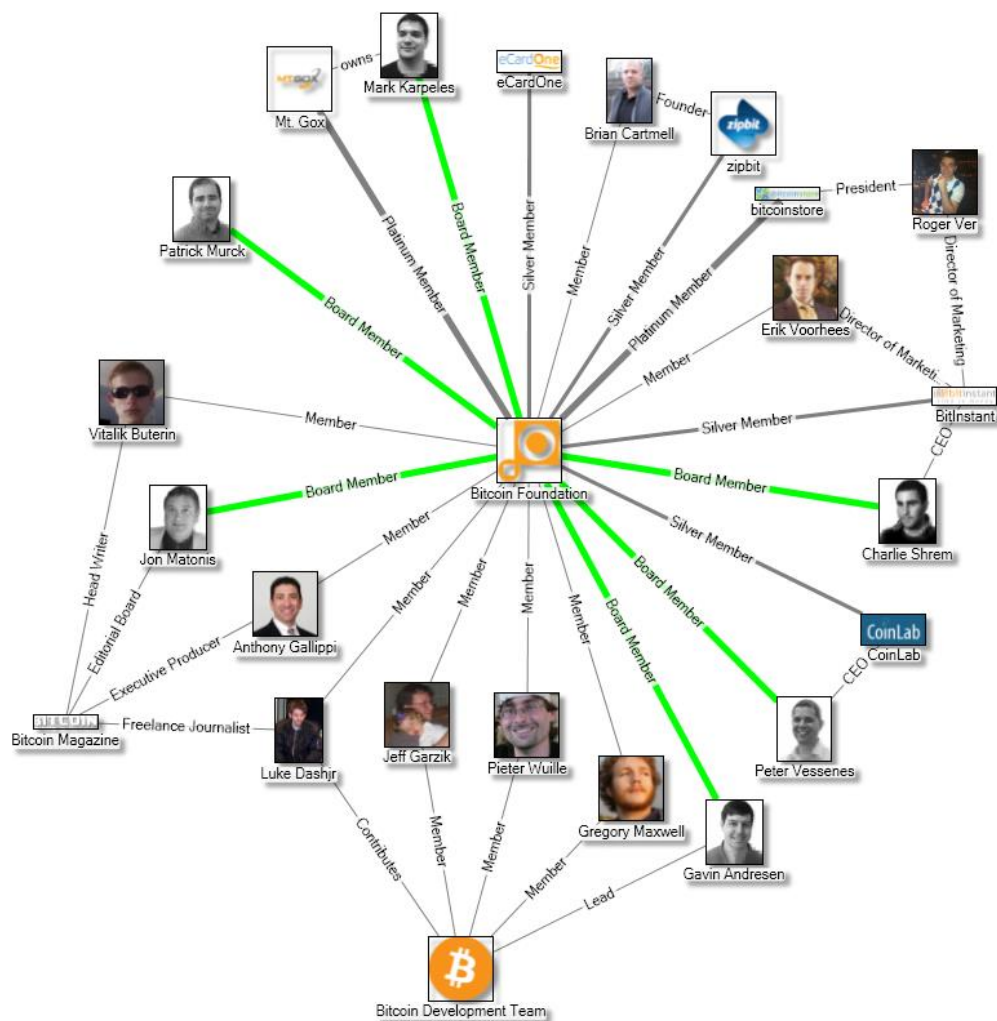 owns
MTGOX
Mark Karpeles
Mt. Gox
eCardOne
eCardOne
Brian Cartmell
Founder
zipbit
zipbit
bitcoinstore
President
Roger Ver
Patrick Murck
Platinum Member
Board Member
Silver Member
Member
Silver Member
Platinum Member
Director of Marketing
Erik Voorhees
Director of Marketi...
Board Member
Member
Vitalik Buterin
Member
BitInstant
Silver Member
CEO
Board Member
Board Member
Bitcoin Foundation
Jon Matonis
Charlie Shrem
Member
Silver Member
Head Writer
Editorial Board
Member
Member
Member
Member
Board Member
Board Member
Anthony Gallippi
CoinLab
CoinLab
Executive Producer
CEO
Freelance Journalist
Bitcoin Magazine
Luke Dashjr
Jeff Garzik
Pieter Wuille
Peter Vessenes
Gregory Maxwell
Gavin Andresen
Contributes
Member
Member
Member
Lead
Bitcoin Development Team